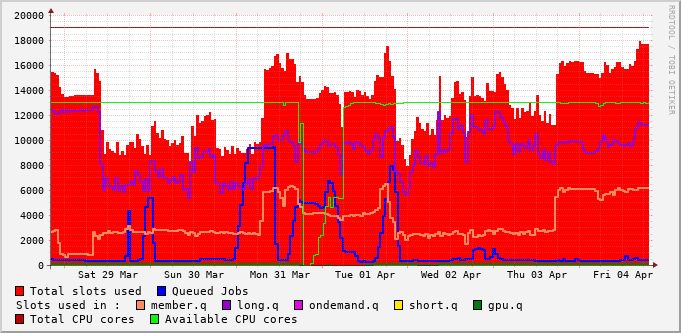 20000
18000
16000
14000
12000
10000
8000
6000
4000
2000
0
Sat 29 Mar Sun 30 Mar Mon 31 Mar Tue 01 Apr Wed 02 Apr Thu 03 Apr Fri 04 Apr
Total slots used Queued Jobs
Slots used in : member.q long.q ondemand.q short.q gpu.q
Total CPU cores Available CPU cores
RRDTOOL / TOBI OETIKER